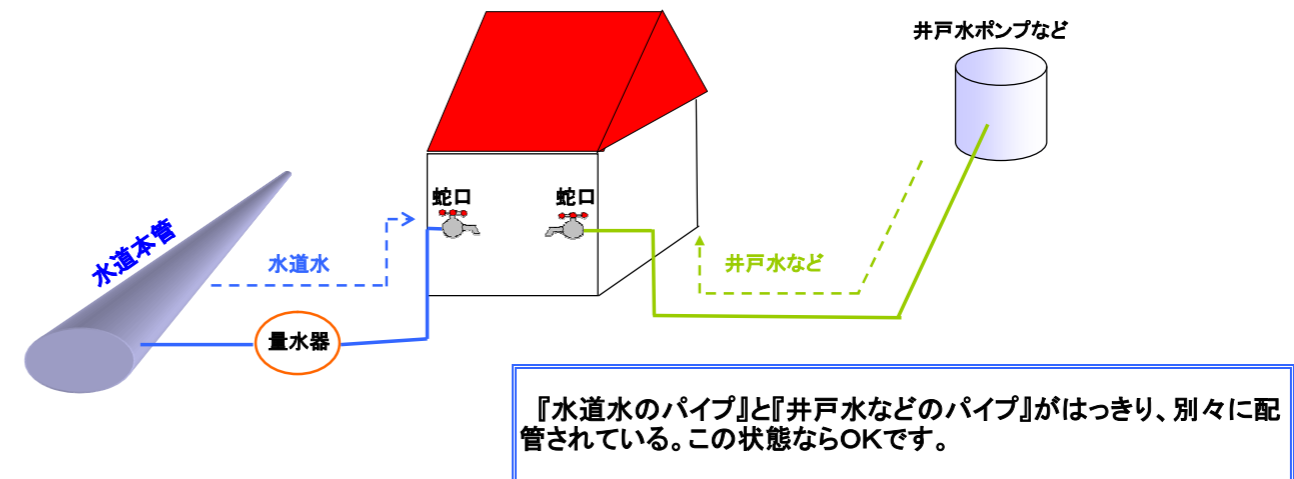 井戸水ポンプなど
蛇口
蛇口
水道本管
水道水
井戸水など
量水器
『水道水のパイプ』と『井戸水などのパイプ』がはっきり、別々に配
管されている。この状態ならOKです。